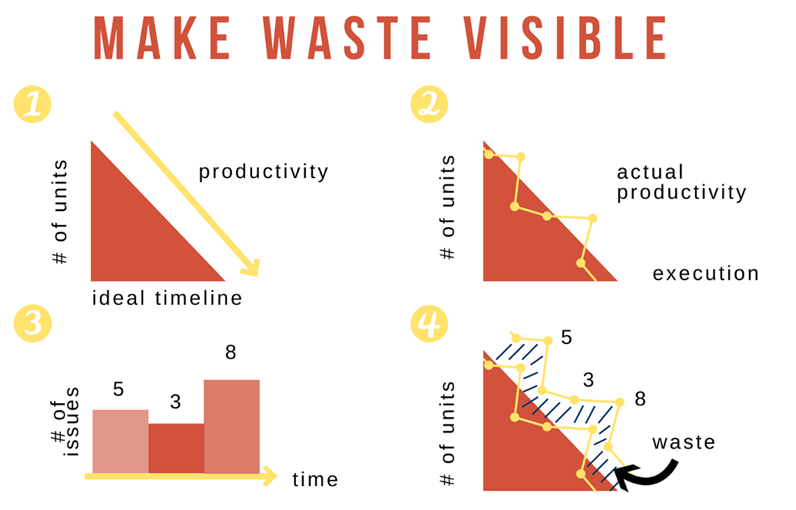 MAKE WASTE VISIBLE
1
# of units
productivity
ideal timeline
2
# of units
actual
productivity
execution
3
# of
issues
5
3
8
time
4
# of units
5
3
8
waste